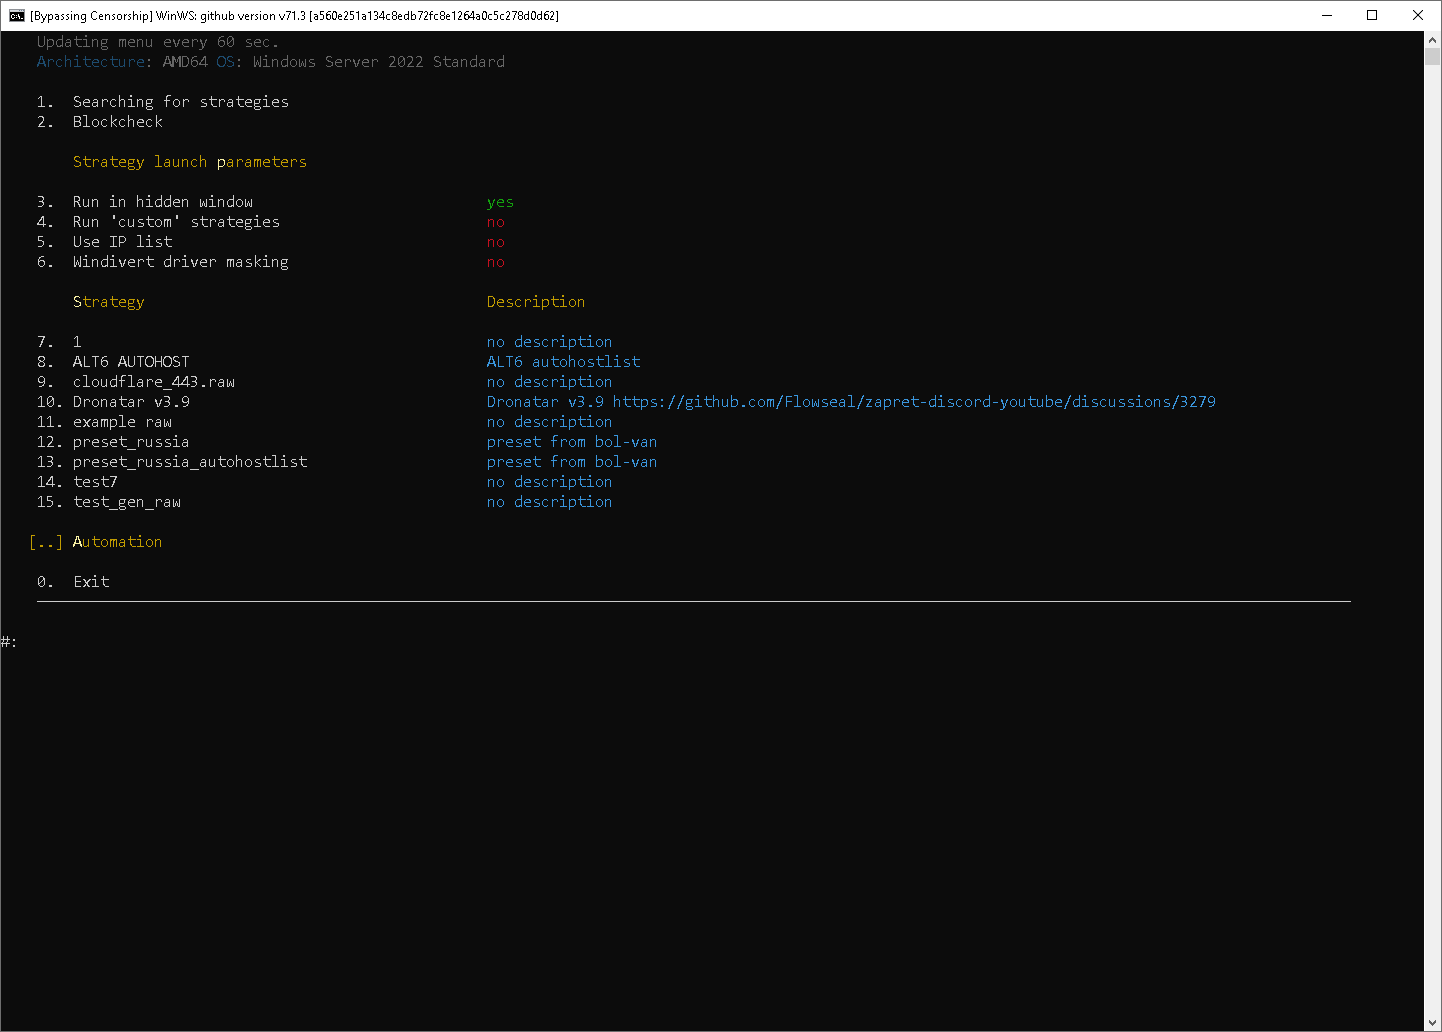 [Bypassing Censorship] WinWS: github version v71.3 [a560e251a134c8edb72fc8e1264a0c5c278d0d62]
Updating menu every 60 sec.
Architecture: AMD64 OS: Windows Server 2022 Standard
1. Searching for strategies
2. Blockcheck
Strategy launch parameters
3. Run in hidden window yes
4. Run 'custom' strategies no
5. Use IP list no
6. Windivert driver masking no
Strategy Description
7. 1 no description
8. ALT6 AUTOHOST ALT6 autohostlist
9. cloudflare_443.raw no description
10. Dronatar v3.9 Dronatar v3.9 https://github.com/Flowseal/zapret-discord-youtube/discussions/3279
11. example raw no description
12. preset_russia preset from bol-van
13. preset_russia_autohostlist preset from bol-van
14. test7 no description
15. test_gen_raw no description
[..] Automation
0. Exit
#: